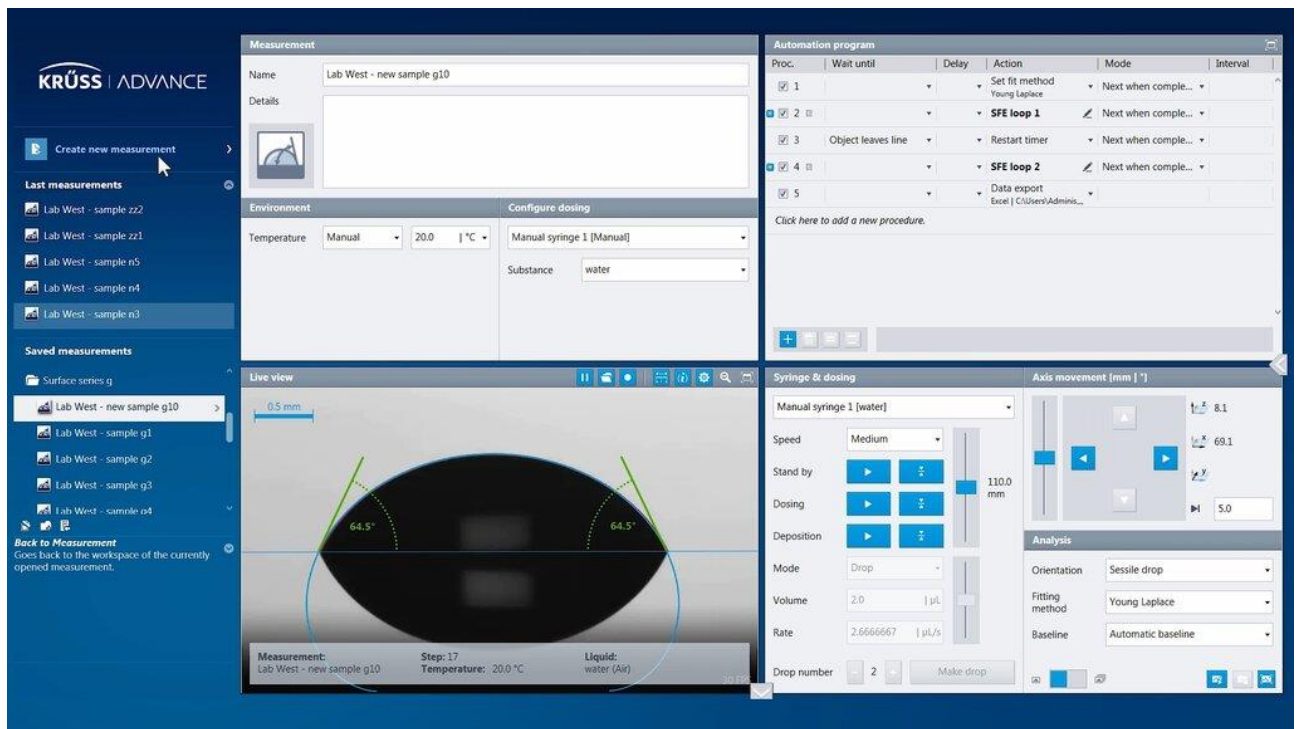 KRÜSS | ADVANCE
Create new measurement
Last measurements
Lab West - sample zz2
Lab West - sample zz1
Lab West - sample n5
Lab West - sample n4
Lab West - sample n3
Saved measurements
Surface series g
Lab West - new sample g10
Lab West - sample g1
Lab West - sample g2
Lab West - sample g3
Lab West - sample g4
Back to Measurement
Goes back to the workspace of the currently
opened measurement.
Measurement
Name Lab West - new sample g10
Details
Environment
Temperature Manual 20.0 | °C
Configure dosing
Manual syringe 1 [Manual]
Substance water
Automation program
Proc. Wait until Delay Action Mode Interval
1 Set fit method Next when comple...
Young Laplace
2 SFE loop 1 Next when comple...
3 Object leaves line Restart timer Next when comple...
4 SFE loop 2 Next when comple...
5 Data export
Excel | C:\Users\Adminis...
Click here to add a new procedure.
Live view
0.5 mm
64.5° 64.5°
Measurement: Step: 17 Liquid:
Lab West - new sample g10 Temperature: 20.0 °C water (Air)
20 FPS
Syringe & dosing
Manual syringe 1 [water]
Speed Medium
Stand by
110.0
mm
Dosing
Deposition
Mode Drop
Volume 2.0 | µL
Rate 2.6666667 | µL/s
Drop number - 2 + Make drop
Axis movement [mm | °]
z 8.1
x 69.1
y
5.0
Analysis
Orientation Sessile drop
Fitting
method Young Laplace
Baseline Automatic baseline